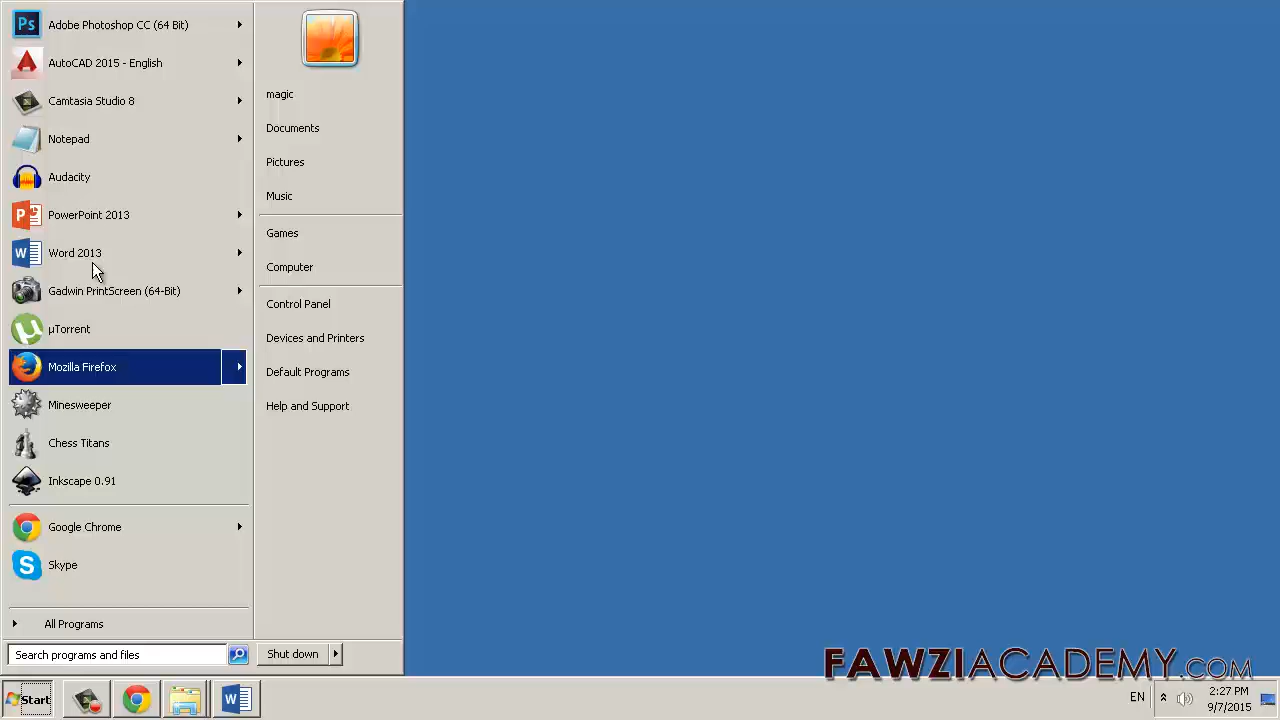 Adobe Photoshop CC (64 Bit)
AutoCAD 2015 - English
Camtasia Studio 8
Notepad
Audacity
PowerPoint 2013
Word 2013
Gadwin PrintScreen (64-Bit)
µTorrent
Mozilla Firefox
Minesweeper
Chess Titans
Inkscape 0.91
Google Chrome
Skype
All Programs
Search programs and files
magic
Documents
Pictures
Music
Games
Computer
Control Panel
Devices and Printers
Default Programs
Help and Support
Shut down
FAWZIACADEMY.COM
Start
EN
2:27 PM
9/7/2015